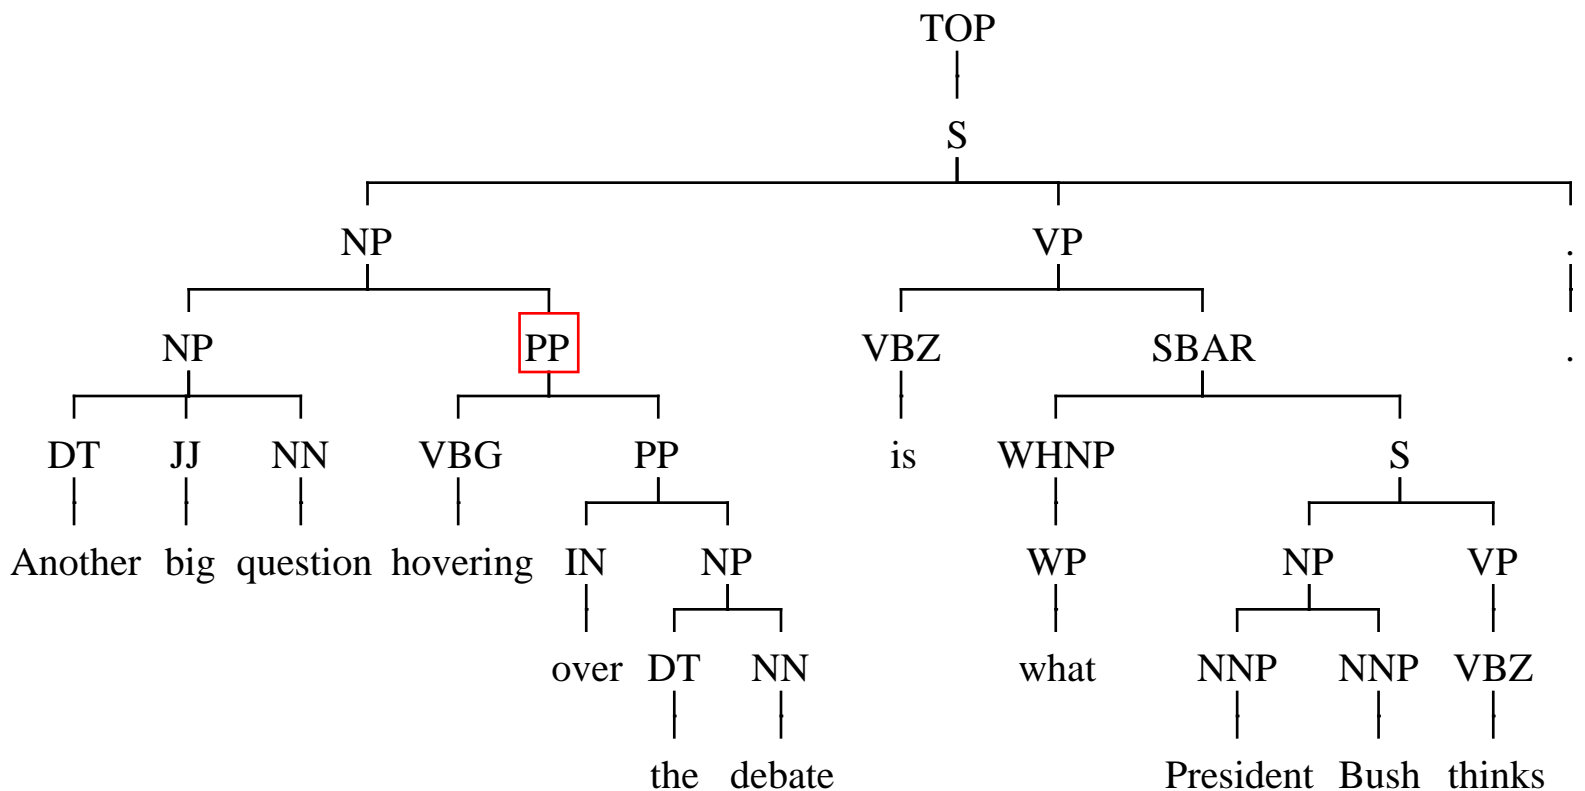 TOP
S
NP VP .
NP PP VBZ SBAR .
DT JJ NN VBG PP is WHNP S
Another big question hovering IN NP WP NP VP
over DT NN what NNP NNP VBZ
the debate President Bush thinks